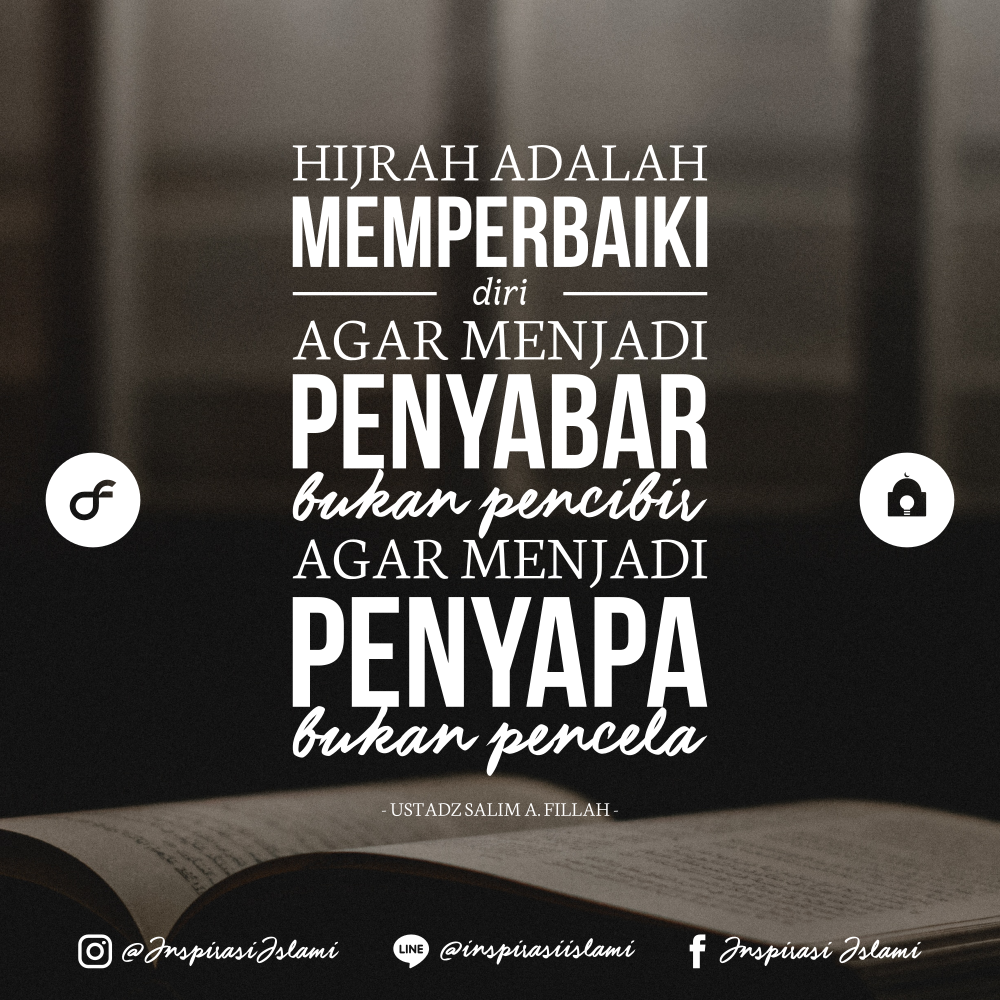 HIJRAH ADALAH
MEMPERBAIKI
diri
AGAR MENJADI
PENYABAR
bukan pencibir
AGAR MENJADI
PENYAPA
bukan pencela
- USTADZ SALIM A. FILLAH -
@InspirasiIslami
LINE @inspirasiislami
Inspirasi Islami